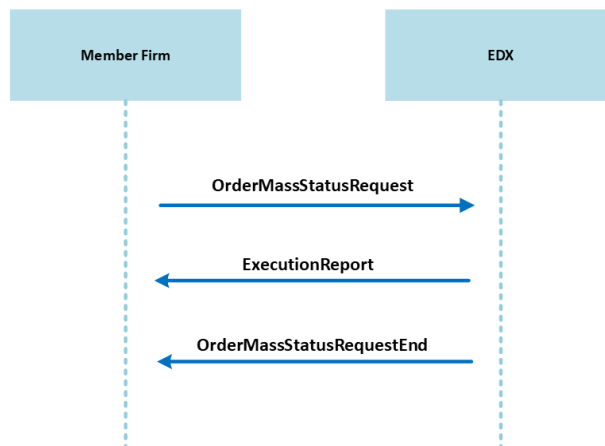 Member Firm
EDX
OrderMassStatusRequest
ExecutionReport
OrderMassStatusRequestEnd